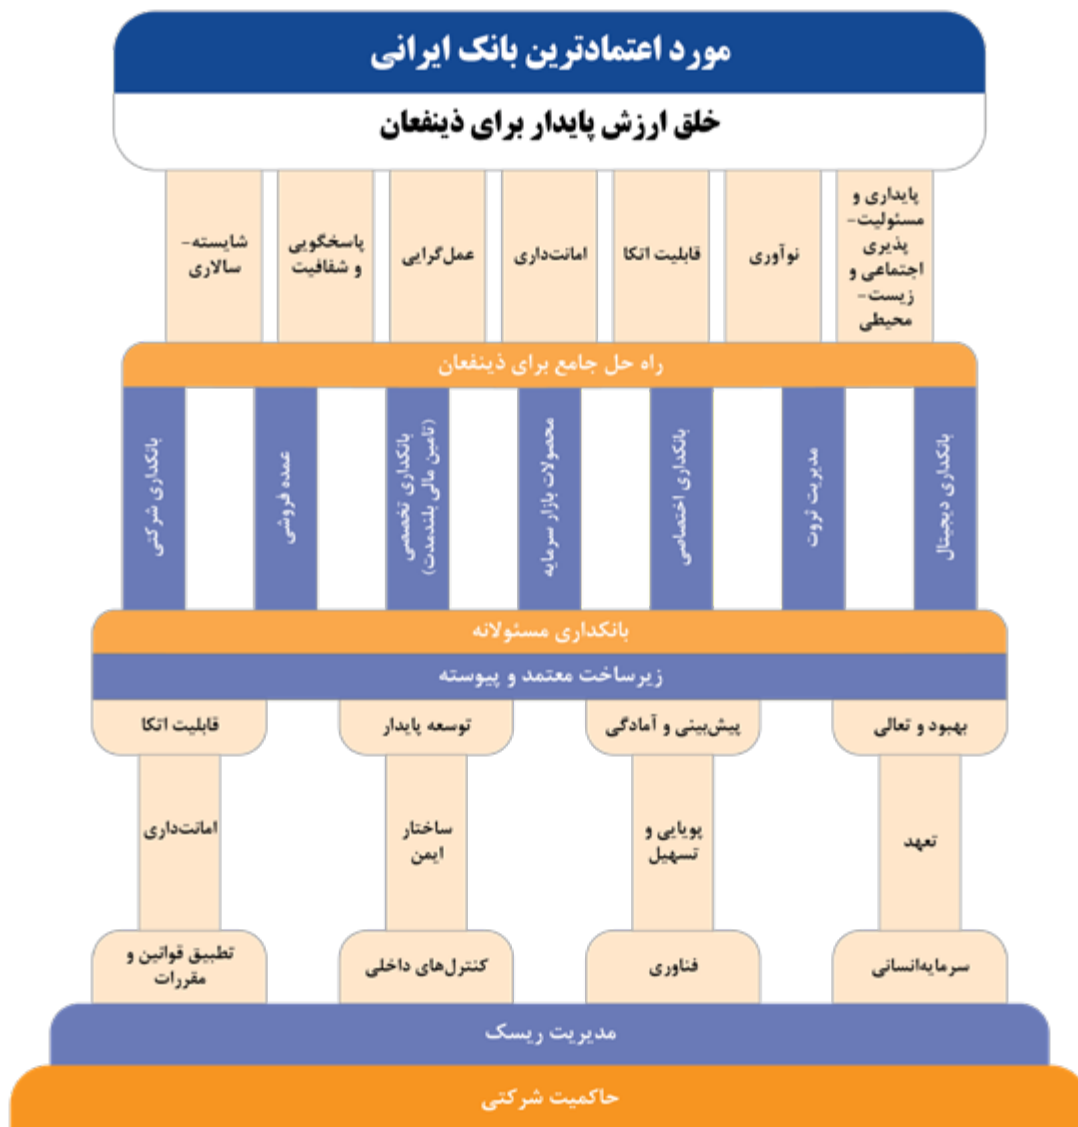 مورد اعتمادترین بانک ایرانی
خلق ارزش پایدار برای ذینفعان
پایداری و
مسئولیت-
پذیری
اجتماعی و
زیست-
محیطی
نوآوری
قابلیت اتکا
امانت‌داری
عمل‌گرایی
پاسخگویی
و شفافیت
شایسته-
سالاری
راه حل جامع برای ذینفعان
بانکداری دیجیتال
مدیریت ثروت
بانکداری اختصاصی
محصولات بازار سرمایه
بانکداری تخصصی
(تامین مالی بلندمدت)
عمده فروشی
بانکداری شرکتی
بانکداری مسئولانه
زیرساخت معتمد و پیوسته
بهبود و تعالی
پیش‌بینی و آمادگی
توسعه پایدار
قابلیت اتکا
تعهد
پویایی و
تسهیل
ساختار
ایمن
امانت‌داری
سرمایه‌انسانی
فناوری
کنترل‌های داخلی
تطبیق قوانین و
مقررات
مدیریت ریسک
حاکمیت شرکتی